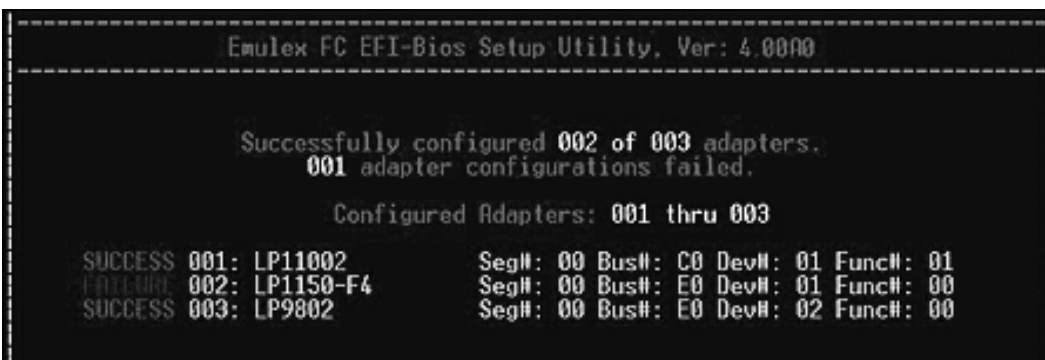 Emulex FC EFI-Bios Setup Utility, Ver: 4.00A0
Successfully configured 002 of 003 adapters.
001 adapter configurations failed.
Configured Adapters: 001 thru 003
SUCCESS 001: LP11002 Seg#: 00 Bus#: C0 Dev#: 01 Func#: 01
FAILURE 002: LP1150-F4 Seg#: 00 Bus#: E0 Dev#: 01 Func#: 00
SUCCESS 003: LP9802 Seg#: 00 Bus#: E0 Dev#: 02 Func#: 00